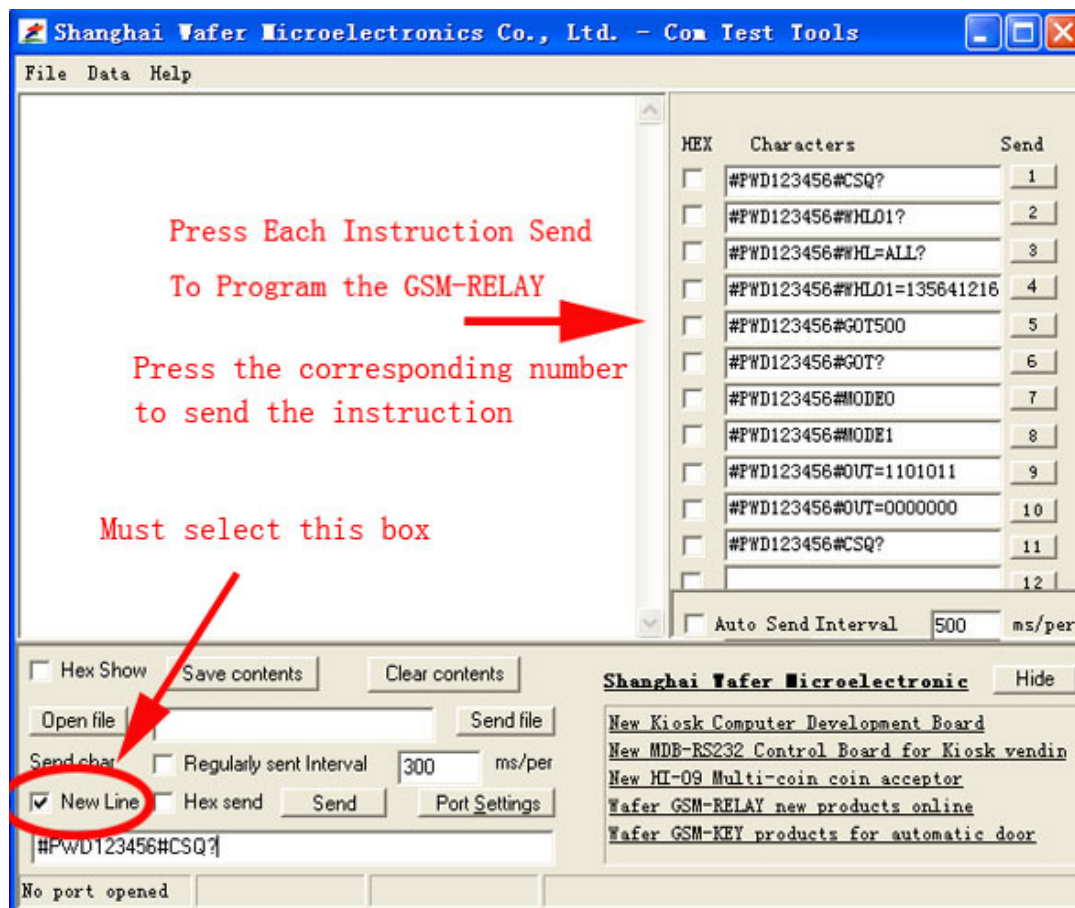 Shanghai Wafer Microelectronics Co., Ltd. - Com Test Tools
File Data Help
HEX Characters Send
#PWD123456#CSQ? 1
#PWD123456#WHL01? 2
#PWD123456#WHL=ALL? 3
#PWD123456#WHL01=135641216 4
#PWD123456#GOT500 5
#PWD123456#GOT? 6
#PWD123456#MODE0 7
#PWD123456#MODE1 8
#PWD123456#OUT=1101011 9
#PWD123456#OUT=0000000 10
#PWD123456#CSQ? 11
12
Auto Send Interval 500 ms/per
Press Each Instruction Send
To Program the GSM-RELAY
Press the corresponding number
to send the instruction
Must select this box
Hex Show Save contents Clear contents
Open file Send file
Send char Regularly sent Interval 300 ms/per
New Line Hex send Send Port Settings
#PWD123456#CSQ?
Shanghai Wafer Microelectronic Hide
New Kiosk Computer Development Board
New MDB-RS232 Control Board for Kiosk vendin
New HI-09 Multi-coin coin acceptor
Wafer GSM-RELAY new products online
Wafer GSM-KEY products for automatic door
No port opened